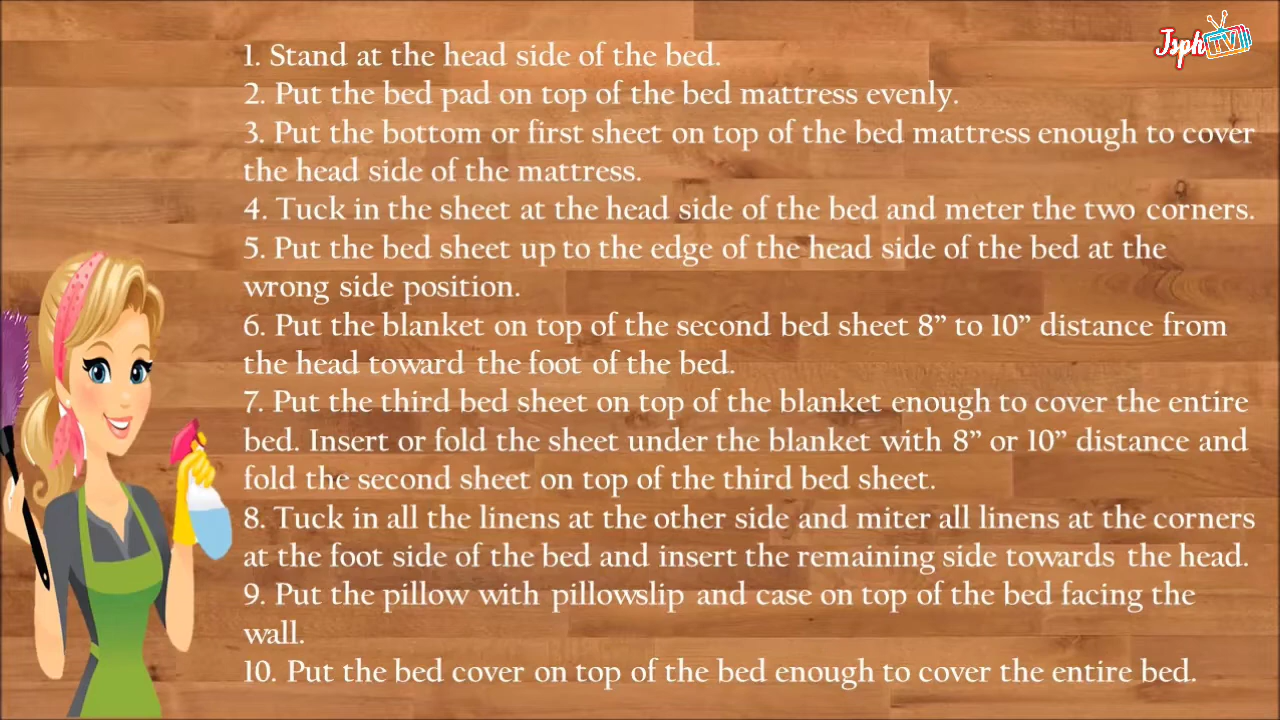 Jsph TV
1. Stand at the head side of the bed.
2. Put the bed pad on top of the bed mattress evenly.
3. Put the bottom or first sheet on top of the bed mattress enough to cover
the head side of the mattress.
4. Tuck in the sheet at the head side of the bed and meter the two corners.
5. Put the bed sheet up to the edge of the head side of the bed at the
wrong side position.
6. Put the blanket on top of the second bed sheet 8” to 10” distance from
the head toward the foot of the bed.
7. Put the third bed sheet on top of the blanket enough to cover the entire
bed. Insert or fold the sheet under the blanket with 8” or 10” distance and
fold the second sheet on top of the third bed sheet.
8. Tuck in all the linens at the other side and miter all linens at the corners
at the foot side of the bed and insert the remaining side towards the head.
9. Put the pillow with pillowslip and case on top of the bed facing the
wall.
10. Put the bed cover on top of the bed enough to cover the entire bed.